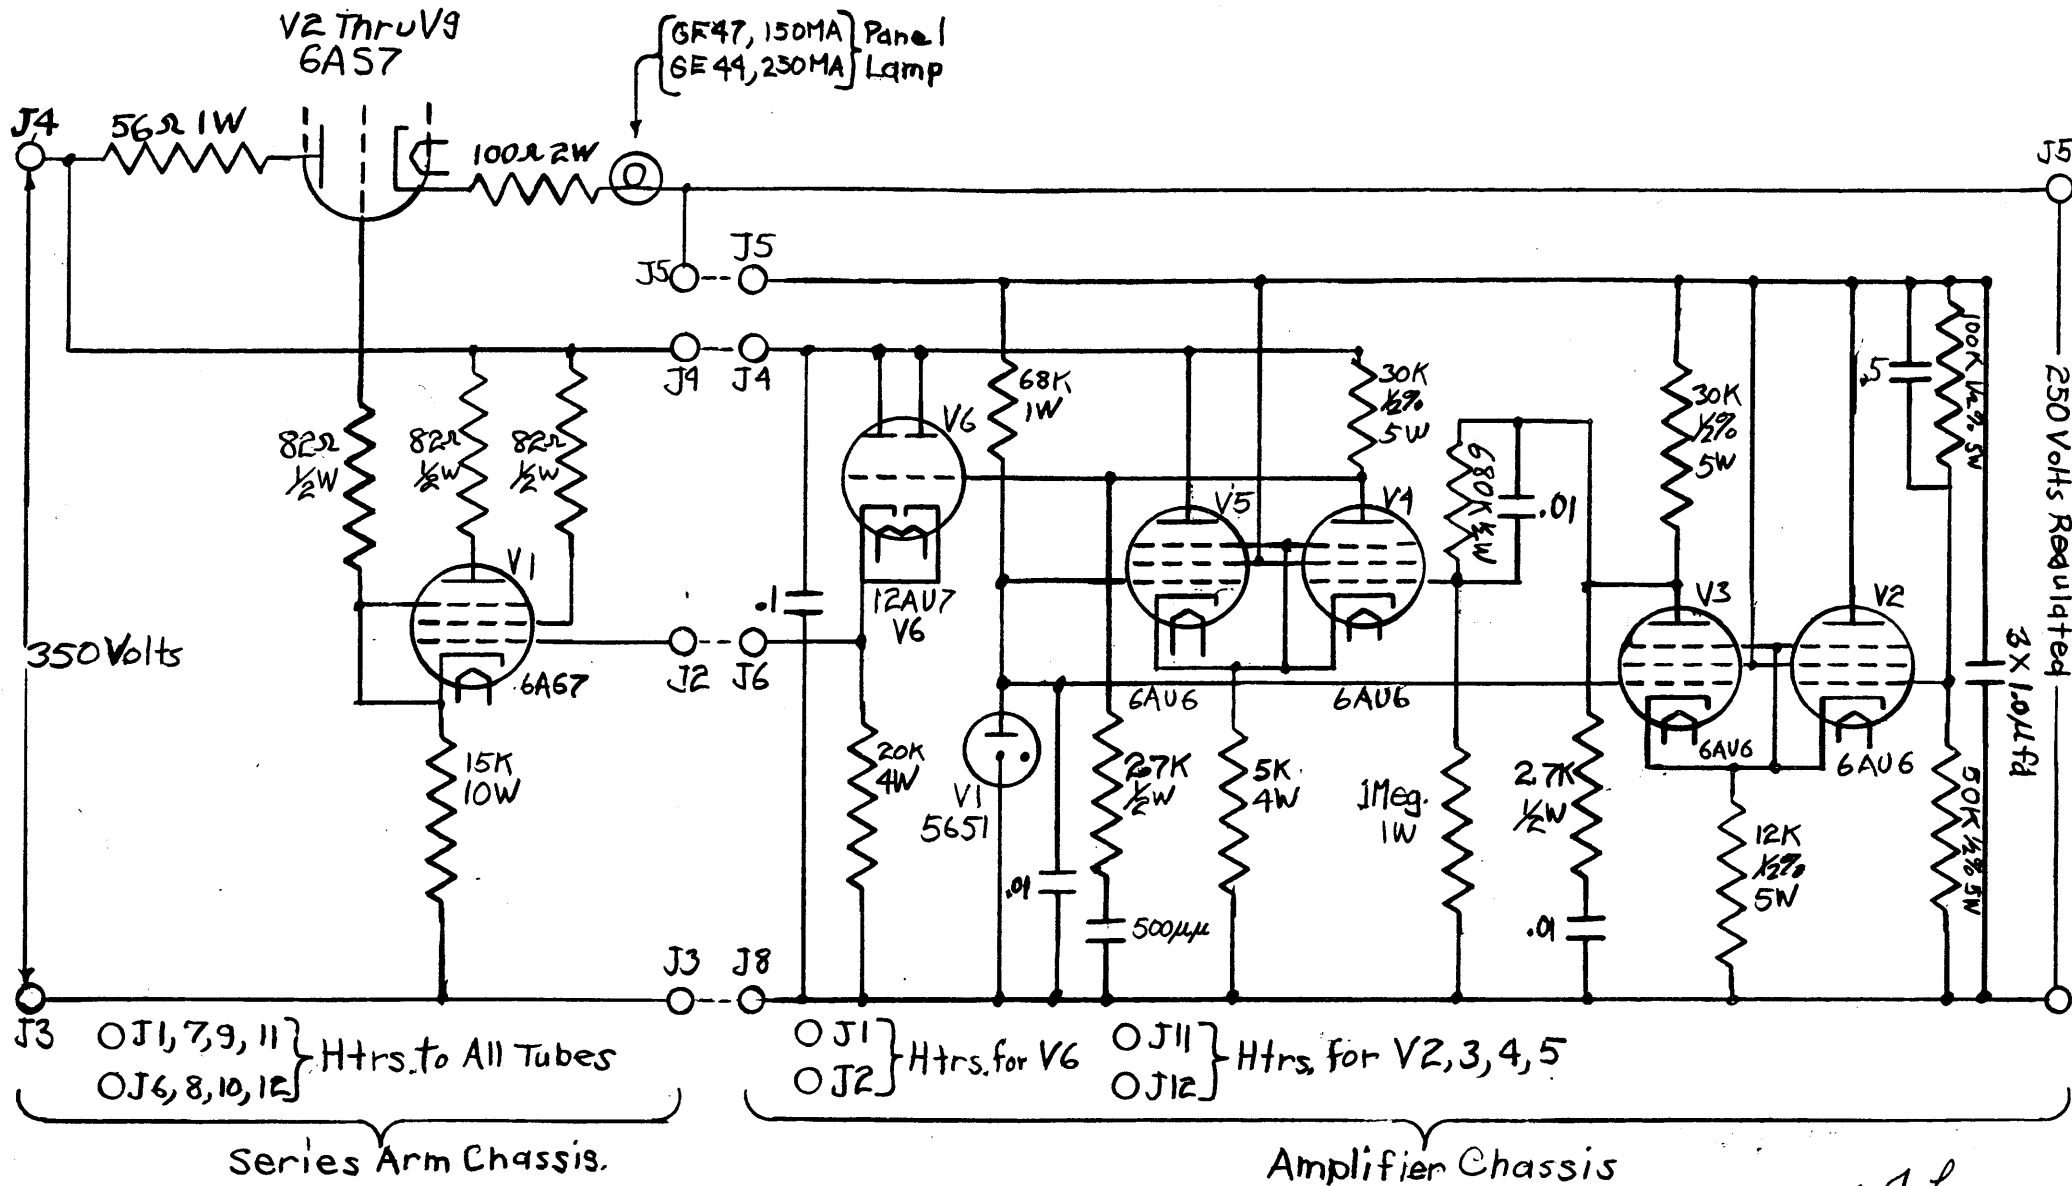 V2 Thru V9
6AS7
GE47, 150MA
GE44, 250MA
Panel
Lamp
J4
56Ω 1W
100Ω 2W
J5
J5
J5
J4
J4
82Ω
½W
82Ω
½W
82Ω
½W
V1
6AG7
15K
10W
350 Volts
J2
J6
.1
V6
12AU7
V6
20K
4W
68K
1W
V1
5651
.01
2.7K
½W
500μμ
V5
6AU6
5K
4W
30K
½%
5W
V4
6AU6
680K ½W
.01
1Meg.
1W
2.7K
½W
.01
30K
½%
5W
V3
6AU6
12K
½%
5W
V2
6AU6
.5
100K ½% 5W
50K ½% 5W
3 X 1.0μfd
250 Volts Regulated
J3
J3
J8
J1, 7, 9, 11
J6, 8, 10, 12
Htrs. to All Tubes
J1
J2
Htrs. for V6
J11
J12
Htrs. for V2, 3, 4, 5
Series Arm Chassis.
Amplifier Chassis